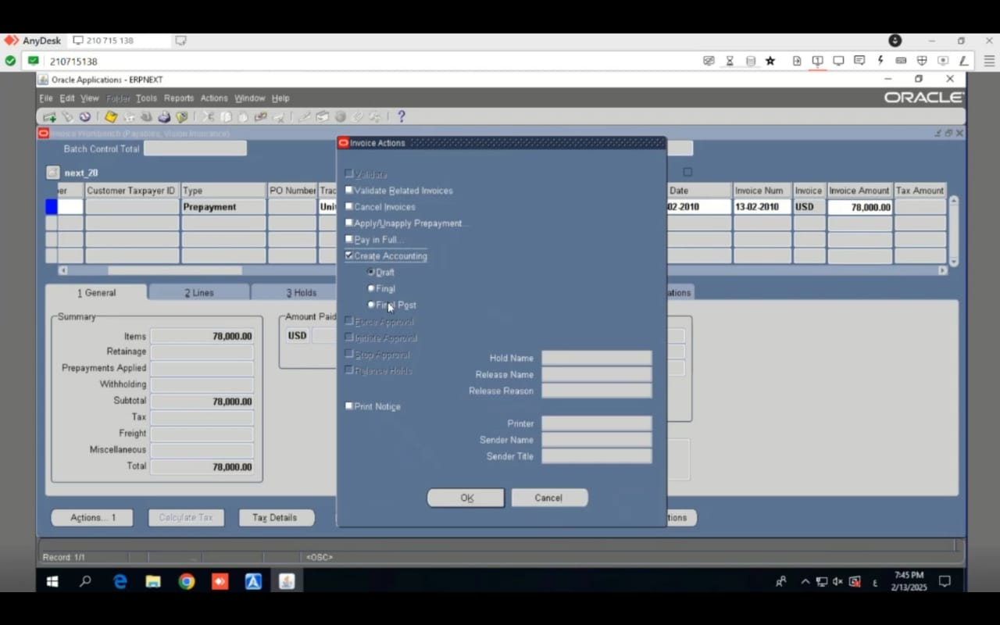 AnyDesk 210 715 138
210715138
Oracle Applications - ERPNEXT
File Edit View Folder Tools Reports Actions Window Help
ORACLE
Invoice Workbench (Payables, Vision Insurance)
Invoice Actions
Batch Control Total
next_20
Customer Taxpayer ID Type PO Number Date Invoice Num Invoice Invoice Amount Tax Amount
Prepayment 02-2010 13-02-2010 USD 78,000.00
Validate
Validate Related Invoices
Cancel Invoices
Apply/Unapply Prepayment...
Pay in Full...
Create Accounting
Draft
Final
Final Post
Force Approval
Initiate Approval
Stop Approval
Release Holds
Print Notice
Hold Name
Release Name
Release Reason
Printer
Sender Name
Sender Title
OK Cancel
1 General 2 Lines 3 Holds
Summary
Items 78,000.00
Retainage
Prepayments Applied
Withholding
Subtotal 78,000.00
Tax
Freight
Miscellaneous
Total 78,000.00
Amount Paid
USD
Actions... 1 Calculate Tax Tax Details
Record: 1/1 <OSC>
ع 7:45 PM
2/13/2025